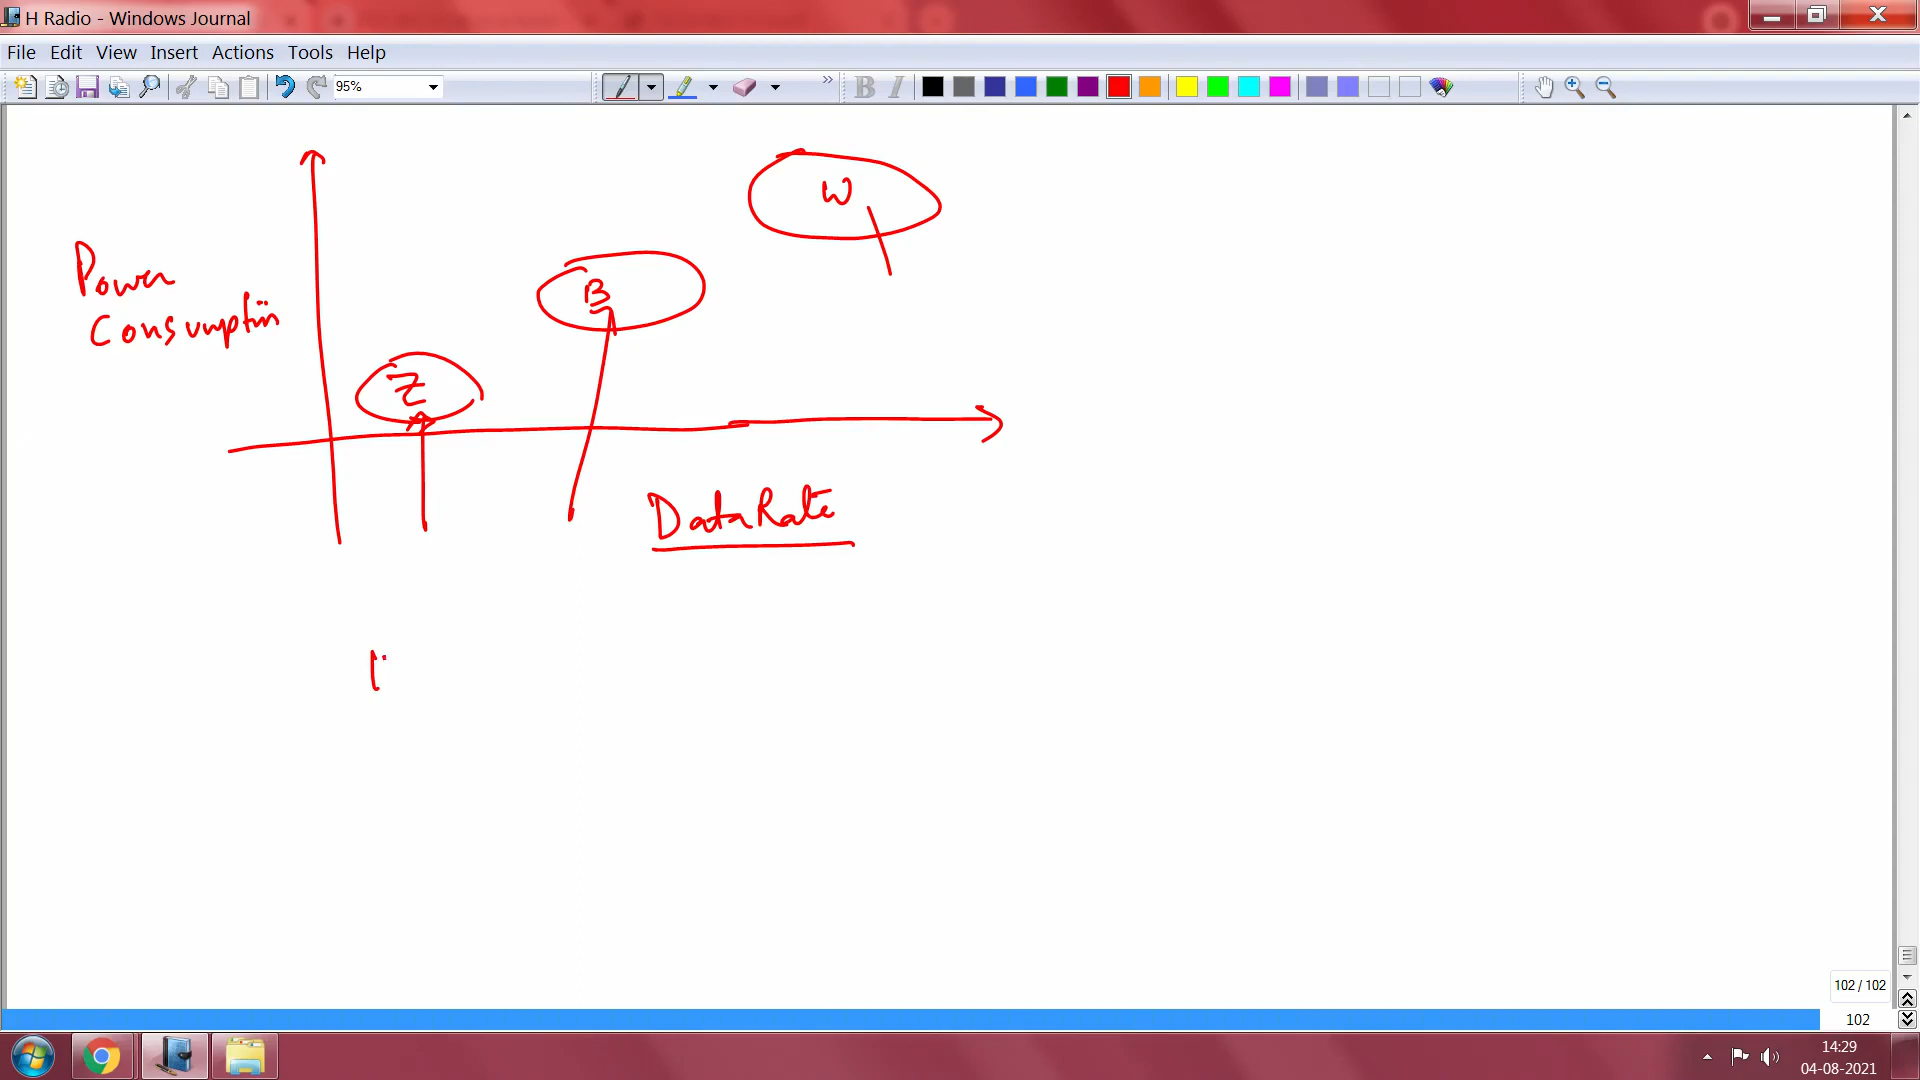 H Radio - Windows Journal
File Edit View Insert Actions Tools Help
95%
W
Power
Consumption
B
Z
Data Rate
102 / 102
102
14:29
04-08-2021